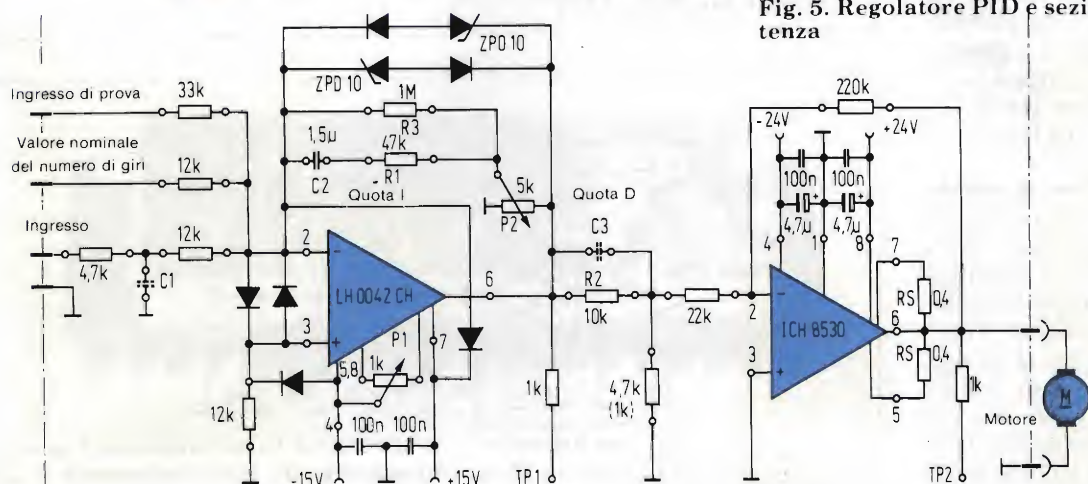 Fig. 5. Regolatore PID e sezi
tenza
ZPD 10
ZPD 10
Ingresso di prova
33k
1M
R3
220k
-24V
+24V
Valore nominale
del numero di giri
12k
1,5µ
C2
47k
R1
Quota I
5k
P2
Quota D
C3
100n
100n
4,7µ
4,7µ
Ingresso
4,7k
C1
12k
2
LH 0042 CH
6
R2
10k
22k
4
1
8
7
2
ICH 8530
RS
0,4
6
RS
0,4
3
P1
7
5,8
1k
3
5
12k
4
100n
100n
1k
4,7k
(1k)
1k
Motore
M
-15V
+15V
TP1
TP2